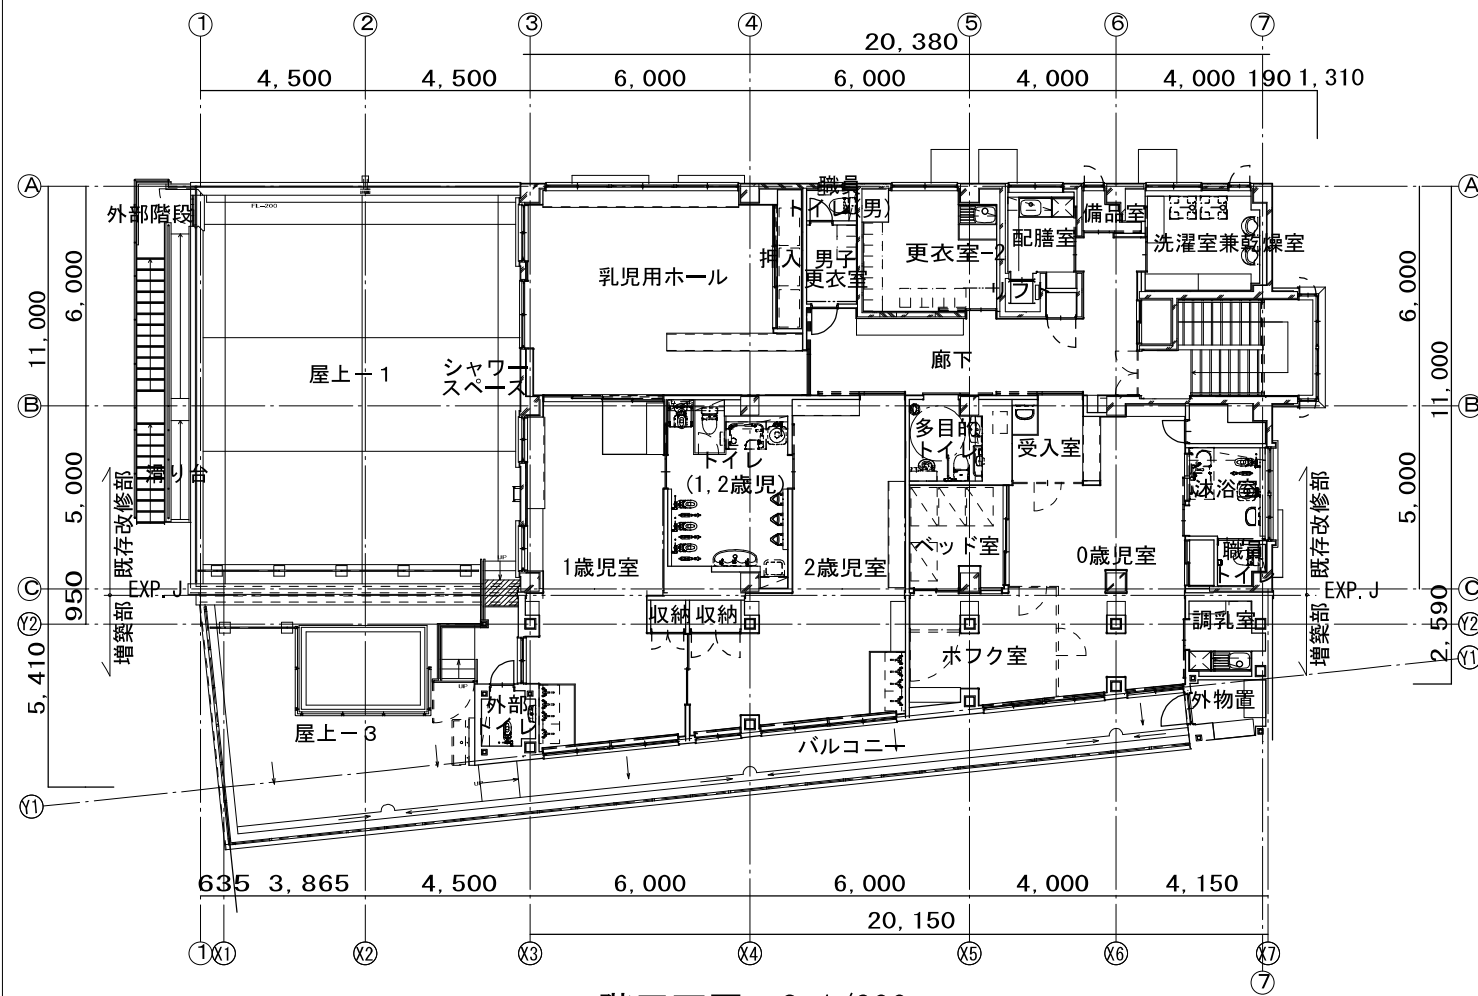 ① ② ③ ④ ⑤ ⑥ ⑦
20,380
4,500 4,500 6,000 6,000 4,000 4,000 190 1,310
Ⓐ Ⓐ
外部階段
FL-200
職員
トイレ(男)
押入
男子
更衣室
更衣室-2
配膳室
リフト
備品室
洗濯室兼乾燥室
乳児用ホール
6,000
11,000
6,000
屋上-1
シャワー
スペース
廊下
11,000
Ⓑ Ⓑ
滑り台
トイレ
(1,2歳児)
多目的
トイレ
受入室
沐浴室
5,000
既存改修部
5,000
既存改修部
1歳児室
2歳児室
ベッド室
0歳児室
職員
トイレ
UP
Ⓒ EXP.J EXP.J Ⓒ
950
収納 収納
調乳室
Y2 Y2
増築部
増築部
2,590
5,410
ホフク室
Y1
UP
外部
トイレ
外物置
屋上-3
バルコニー
UP
Y1
635 3,865 4,500 6,000 6,000 4,000 4,150
20,150
① X1 X2 X3 X4 X5 X6 X7
⑦